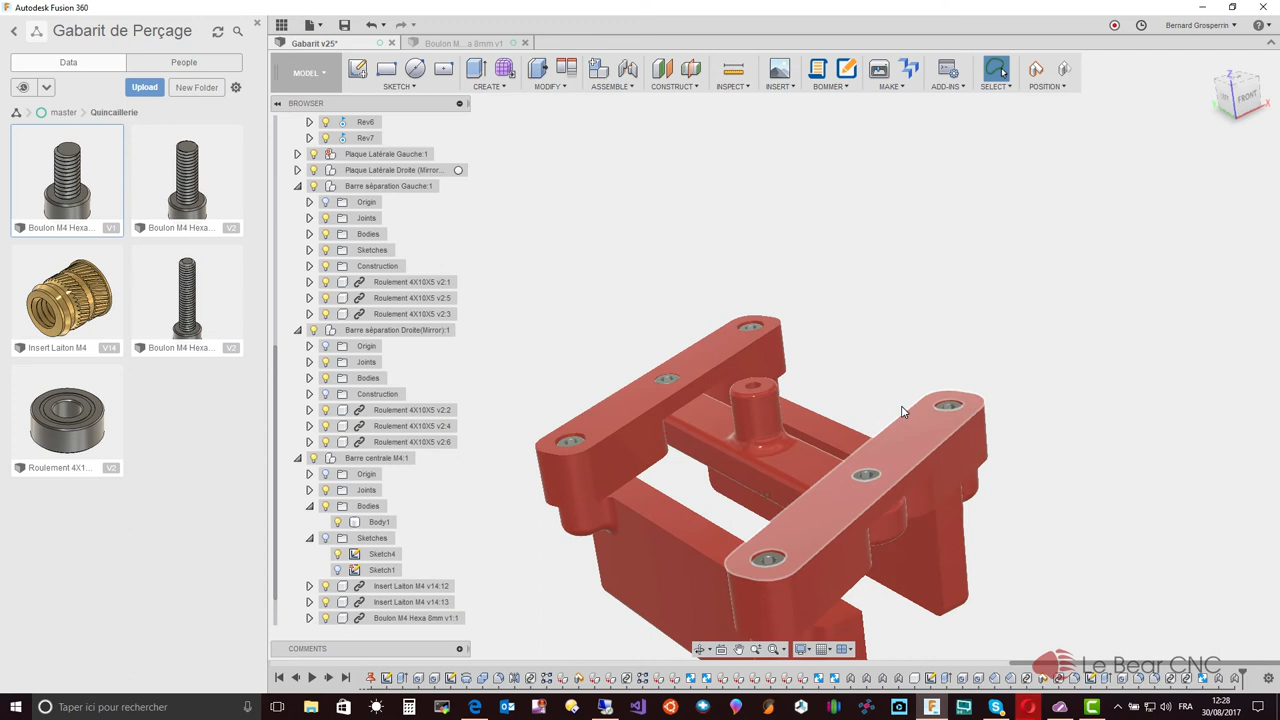 Autodesk Fusion 360
Gabarit de Perçage
Data
People
Upload
New Folder
master
Quincaillerie
Boulon M4 Hexa...
V1
Boulon M4 Hexa...
V2
Insert Laiton M4
V14
Boulon M4 Hexa...
V2
Roulement 4X1...
V2
Gabarit v25*
Boulon M...a 8mm v1
Bernard Grosperrin
MODEL
SKETCH
CREATE
MODIFY
ASSEMBLE
CONSTRUCT
INSPECT
INSERT
BOMMER
MAKE
ADD-INS
SELECT
POSITION
Z
FRONT
X
BROWSER
Rev6
Rev7
Plaque Latérale Gauche:1
Plaque Latérale Droite (Mirror...
Barre séparation Gauche:1
Origin
Joints
Bodies
Sketches
Construction
Roulement 4X10X5 v2:1
Roulement 4X10X5 v2:5
Roulement 4X10X5 v2:3
Barre séparation Droite(Mirror):1
Origin
Joints
Bodies
Construction
Roulement 4X10X5 v2:2
Roulement 4X10X5 v2:4
Roulement 4X10X5 v2:6
Barre centrale M4:1
Origin
Joints
Bodies
Body1
Sketches
Sketch4
Sketch1
Insert Laiton M4 v14:12
Insert Laiton M4 v14:13
Boulon M4 Hexa 8mm v1:1
COMMENTS
Le Bear CNC
Taper ici pour rechercher
FRA
12:28
30/08/2017